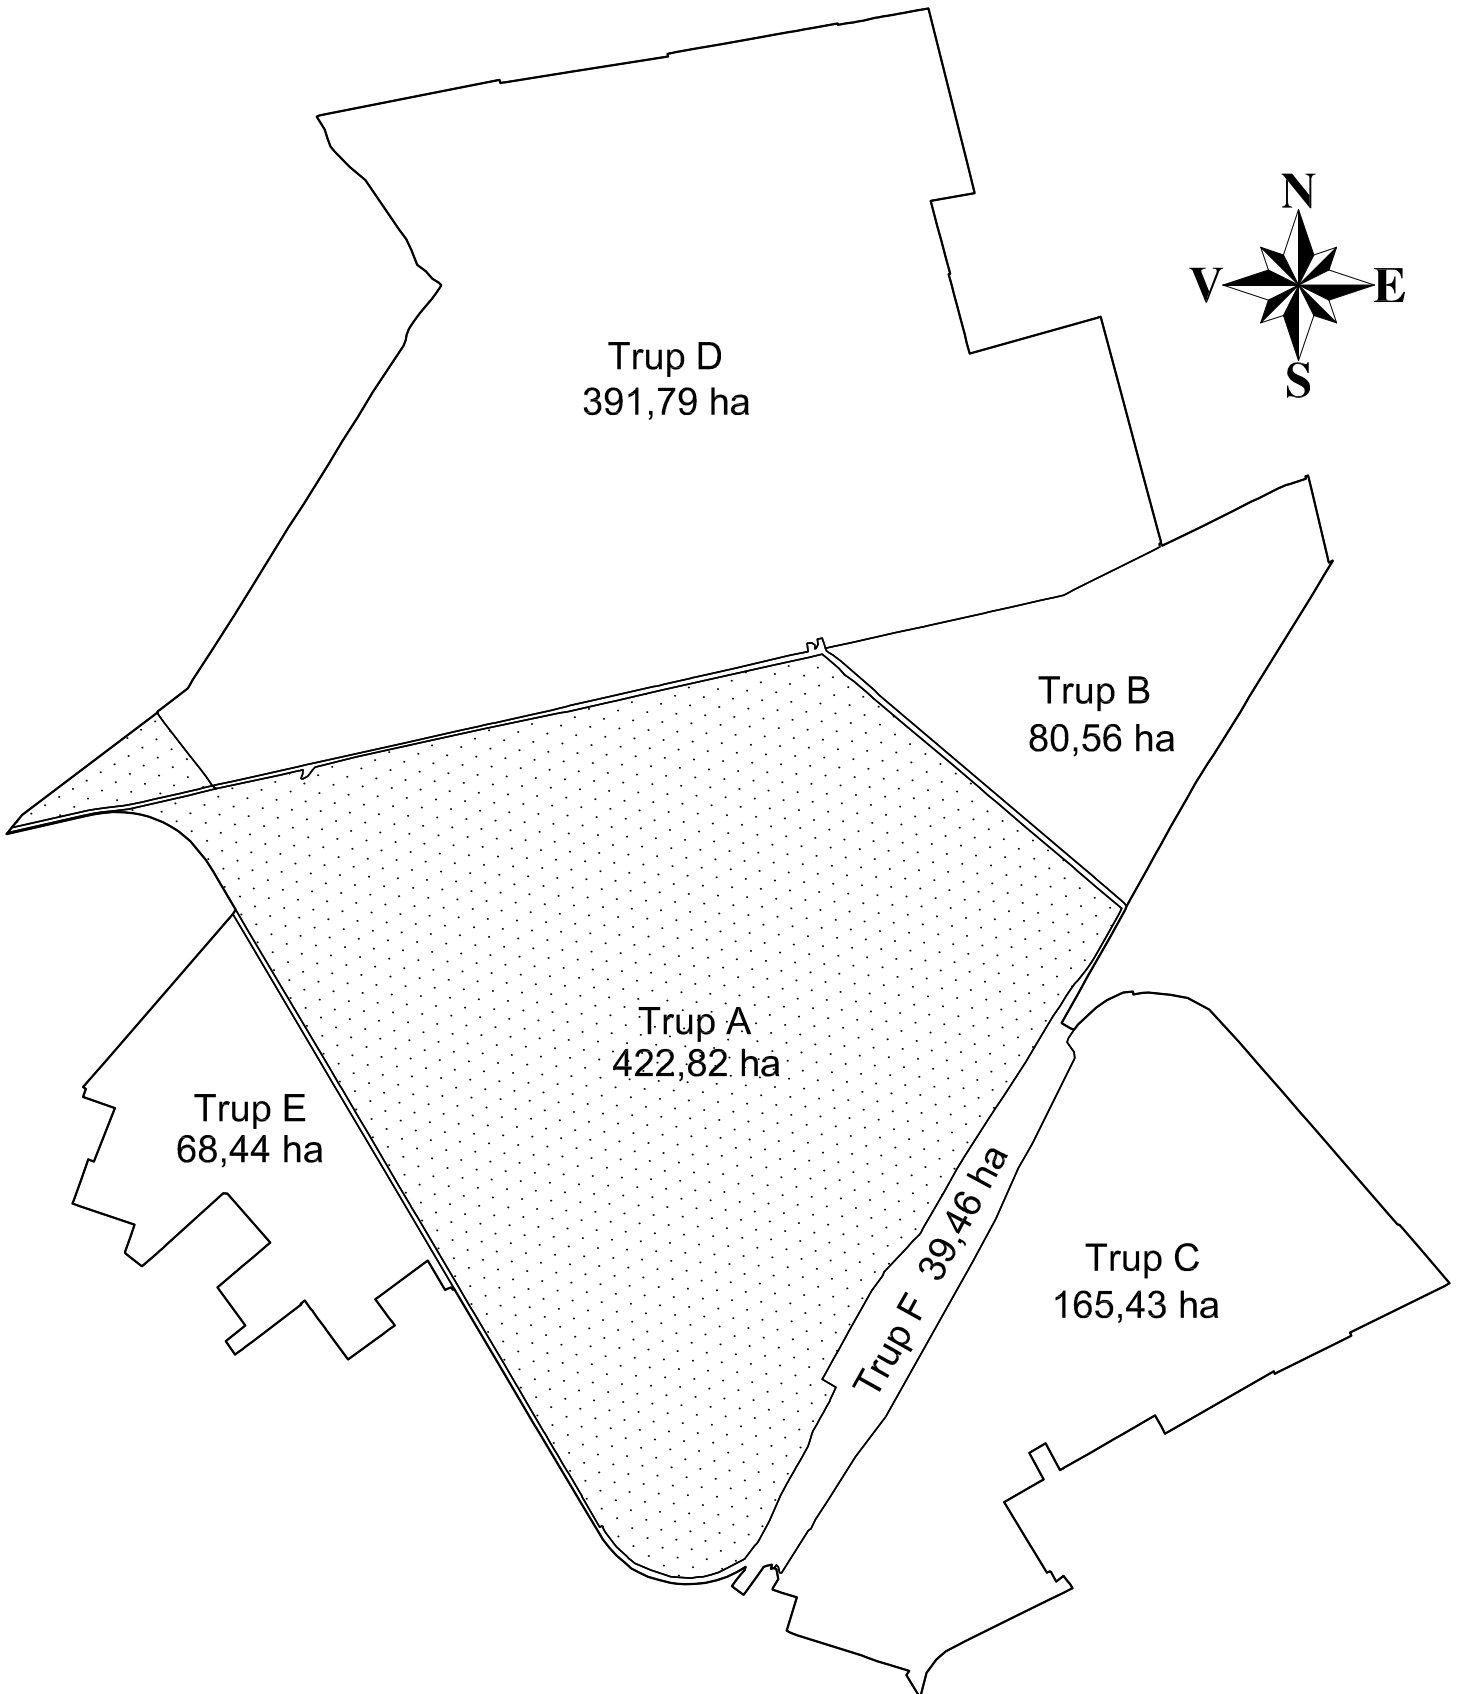 N
V
E
S
Trup D
391,79 ha
Trup B
80,56 ha
Trup A
422,82 ha
Trup E
68,44 ha
Trup F 39,46 ha
Trup C
165,43 ha